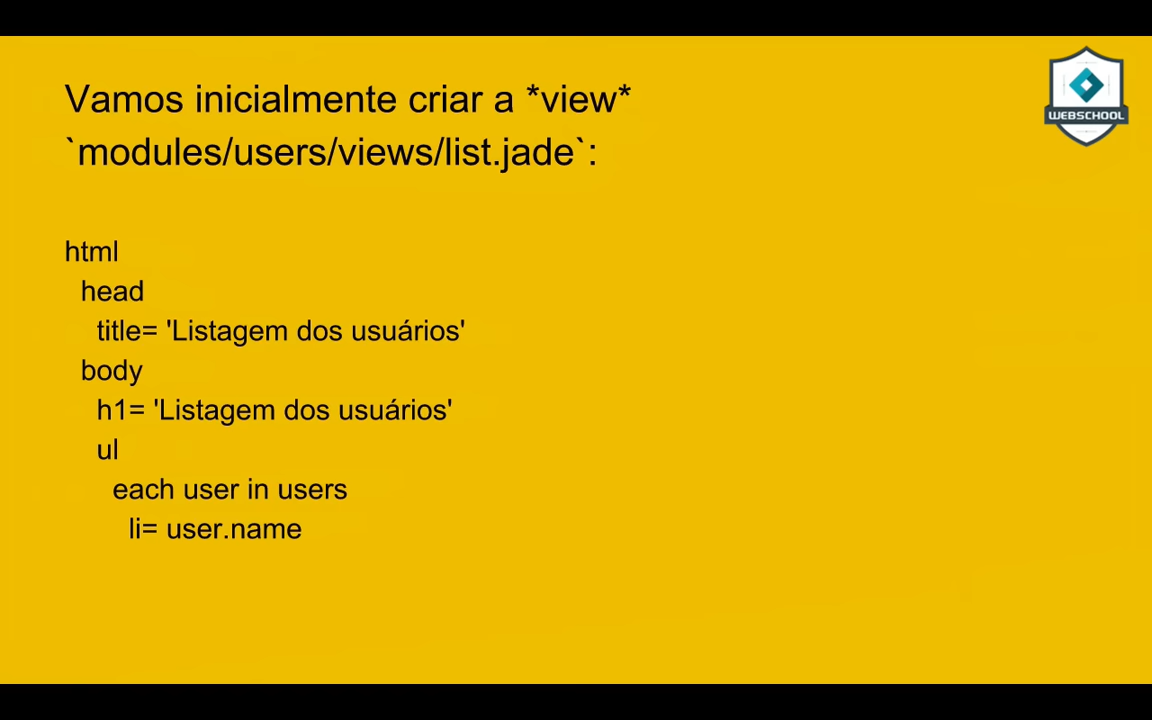 Vamos inicialmente criar a *view*
`modules/users/views/list.jade`:
WEBSCHOOL
html
head
title= 'Listagem dos usuários'
body
h1= 'Listagem dos usuários'
ul
each user in users
li= user.name